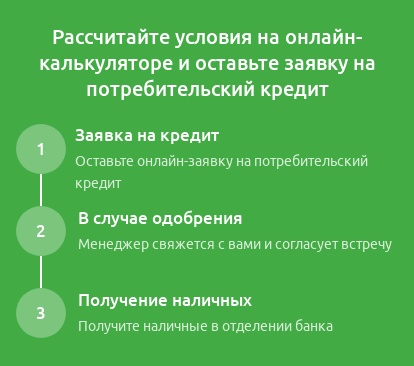 Рассчитайте условия на онлайн-
калькуляторе и оставьте заявку на
потребительский кредит
1
Заявка на кредит
Оставьте онлайн-заявку на потребительский
кредит
2
В случае одобрения
Менеджер свяжется с вами и согласует встречу
3
Получение наличных
Получите наличные в отделении банка